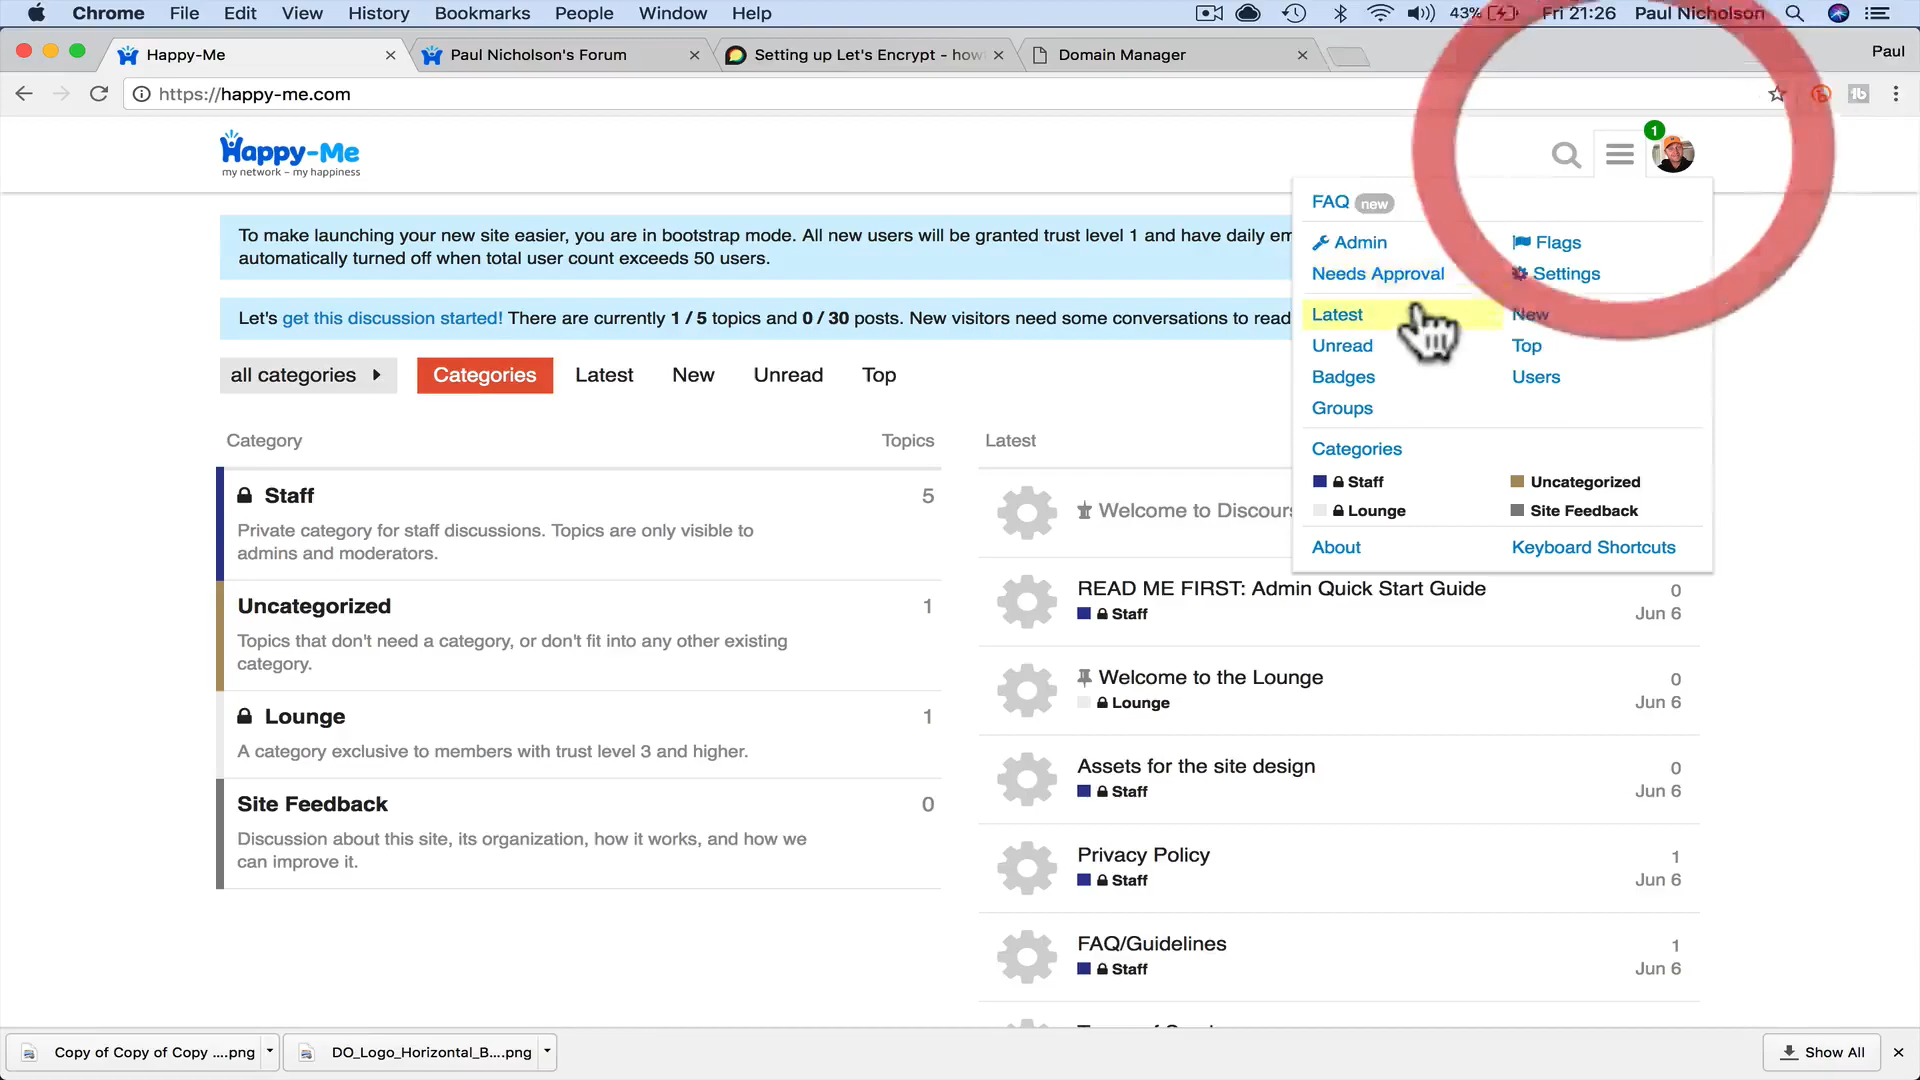 Chrome File Edit View History Bookmarks People Window Help 43% Fri 21:26 Paul Nicholson
Happy-Me Paul Nicholson's Forum Setting up Let's Encrypt - how Domain Manager Paul
https://happy-me.com
Happy-Me
my network – my happiness
1
FAQ new
Admin Flags
Needs Approval Settings
Latest New
Unread Top
Badges Users
Groups
Categories
Staff Uncategorized
Lounge Site Feedback
About Keyboard Shortcuts
To make launching your new site easier, you are in bootstrap mode. All new users will be granted trust level 1 and have daily em
automatically turned off when total user count exceeds 50 users.
Let's get this discussion started! There are currently 1 / 5 topics and 0 / 30 posts. New visitors need some conversations to read
all categories Categories Latest New Unread Top
Category Topics
Staff 5
Private category for staff discussions. Topics are only visible to
admins and moderators.
Uncategorized 1
Topics that don't need a category, or don't fit into any other existing
category.
Lounge 1
A category exclusive to members with trust level 3 and higher.
Site Feedback 0
Discussion about this site, its organization, how it works, and how we
can improve it.
Latest
Welcome to Discours
READ ME FIRST: Admin Quick Start Guide 0
Staff Jun 6
Welcome to the Lounge 0
Lounge Jun 6
Assets for the site design 0
Staff Jun 6
Privacy Policy 1
Staff Jun 6
FAQ/Guidelines 1
Staff Jun 6
Copy of Copy of Copy ....png DO_Logo_Horizontal_B....png Show All